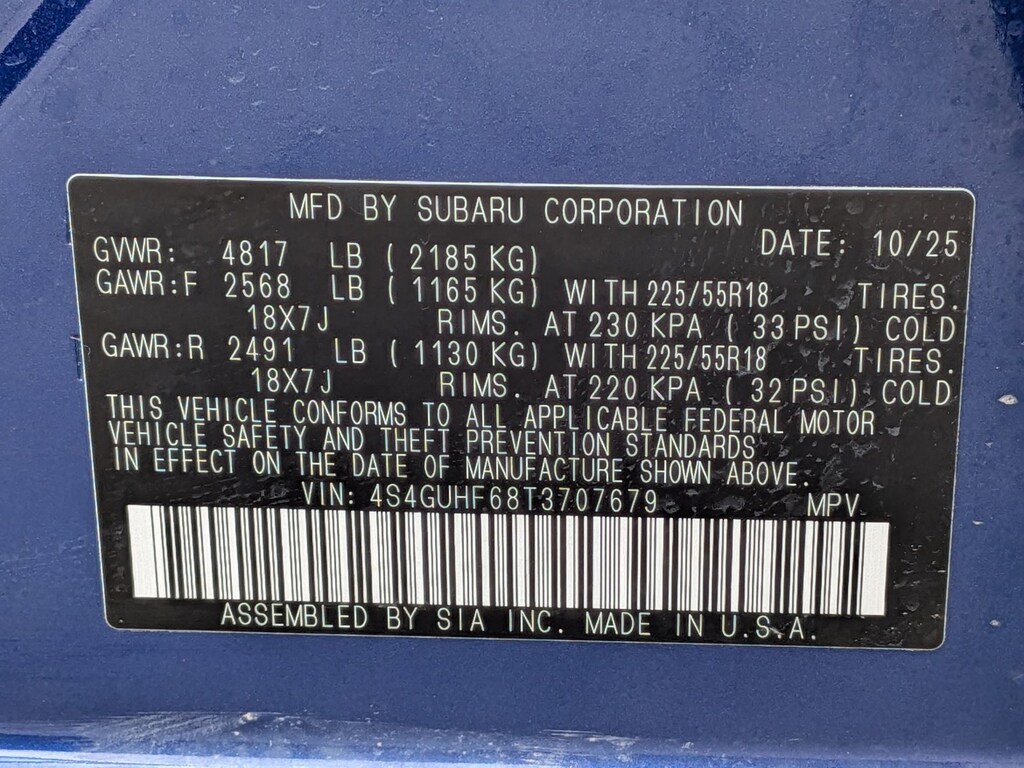 MFD BY SUBARU CORPORATION
DATE: 10/25
GVWR: 4817 LB ( 2185 KG)
GAWR:F 2568 LB ( 1165 KG) WITH 225/55R18 TIRES.
18X7J RIMS. AT 230 KPA ( 33 PSI) COLD
GAWR:R 2491 LB ( 1130 KG) WITH 225/55R18 TIRES.
18X7J RIMS. AT 220 KPA ( 32 PSI) COLD
THIS VEHICLE CONFORMS TO ALL APPLICABLE FEDERAL MOTOR
VEHICLE SAFETY AND THEFT PREVENTION STANDARDS
IN EFFECT ON THE DATE OF MANUFACTURE SHOWN ABOVE.
VIN: 4S4GUHF68T3707679 MPV
ASSEMBLED BY SIA INC. MADE IN U.S.A.